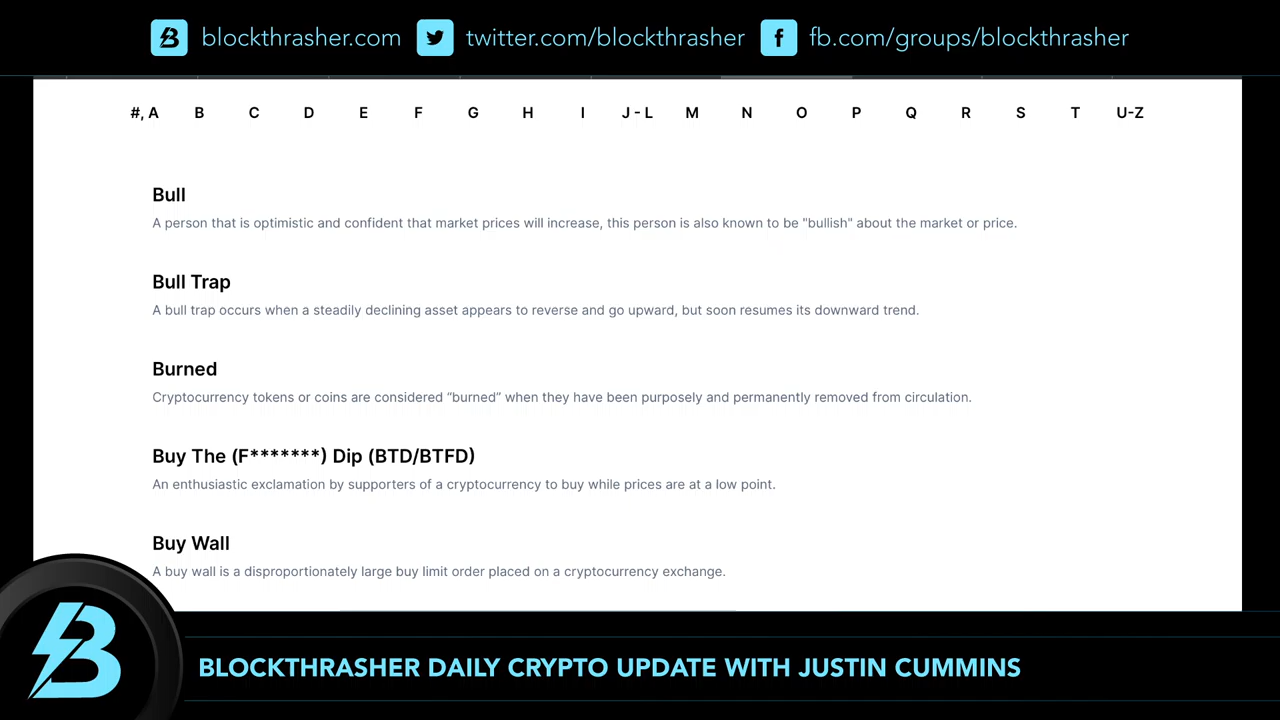 blockthrasher.com twitter.com/blockthrasher fb.com/groups/blockthrasher
#, A B C D E F G H I J - L M N O P Q R S T U-Z
Bull
A person that is optimistic and confident that market prices will increase, this person is also known to be "bullish" about the market or price.
Bull Trap
A bull trap occurs when a steadily declining asset appears to reverse and go upward, but soon resumes its downward trend.
Burned
Cryptocurrency tokens or coins are considered “burned” when they have been purposely and permanently removed from circulation.
Buy The (F*******) Dip (BTD/BTFD)
An enthusiastic exclamation by supporters of a cryptocurrency to buy while prices are at a low point.
Buy Wall
A buy wall is a disproportionately large buy limit order placed on a cryptocurrency exchange.
BLOCKTHRASHER DAILY CRYPTO UPDATE WITH JUSTIN CUMMINS